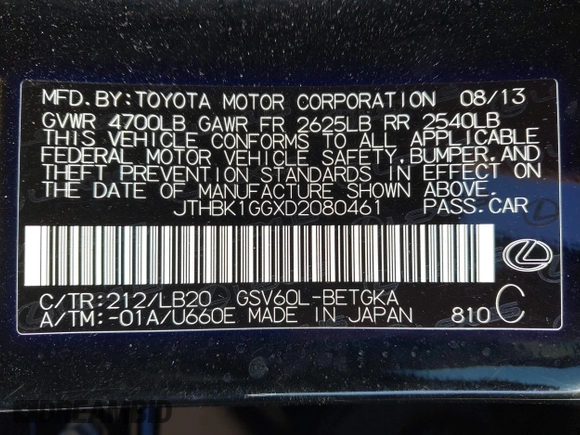 MFD.BY:TOYOTA MOTOR CORPORATION 08/13
GVWR 4700LB GAWR FR 2625LB RR 2540LB
THIS VEHICLE CONFORMS TO ALL APPLICABLE
FEDERAL MOTOR VEHICLE SAFETY,BUMPER,AND
THEFT PREVENTION STANDARDS IN EFFECT ON
THE DATE OF MANUFACTURE SHOWN ABOVE.
JTHBK1GGXD2080461 PASS.CAR
C/TR:212/LB20 GSV60L-BETGKA
A/TM:-01A/U660E MADE IN JAPAN 810 C